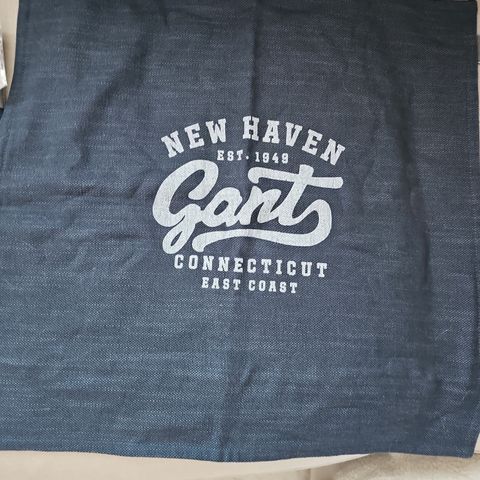 NEW HAVEN
EST. 1949
Gant
CONNECTICUT
EAST COAST